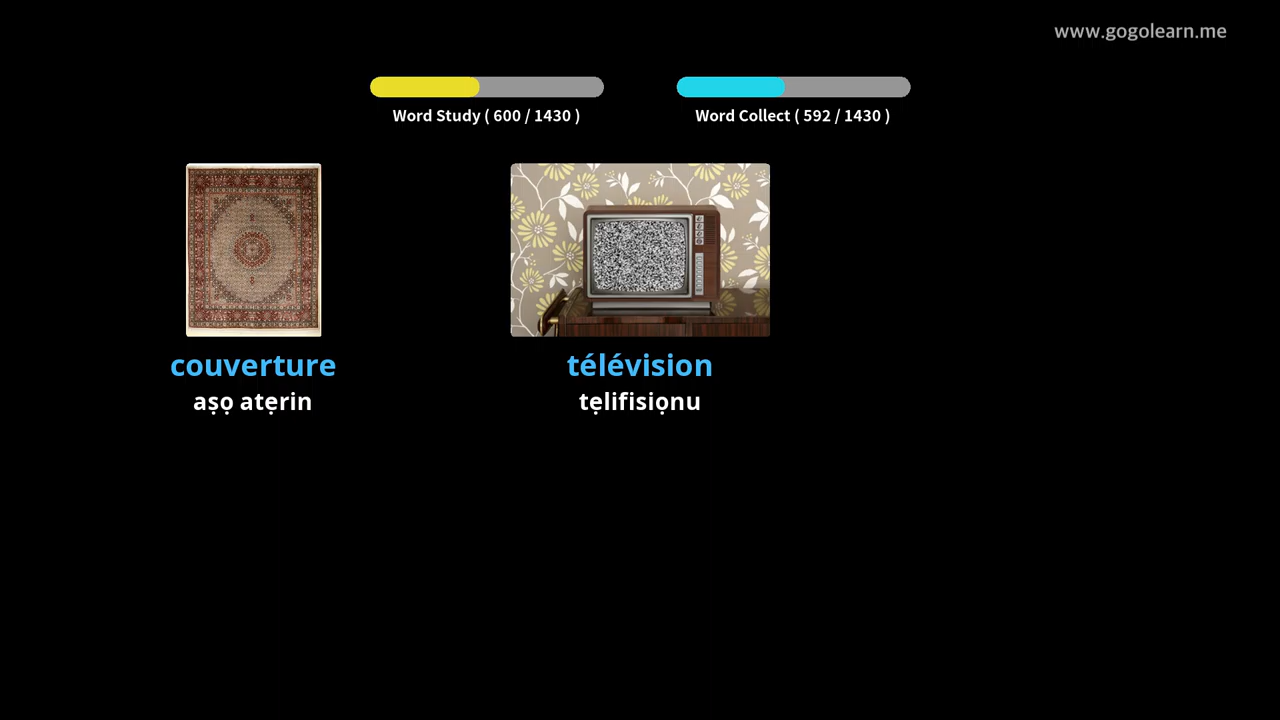 www.gogolearn.me
Word Study ( 600 / 1430 )
Word Collect ( 592 / 1430 )
couverture
aṣọ atẹrin
télévision
tẹlifisiọnu